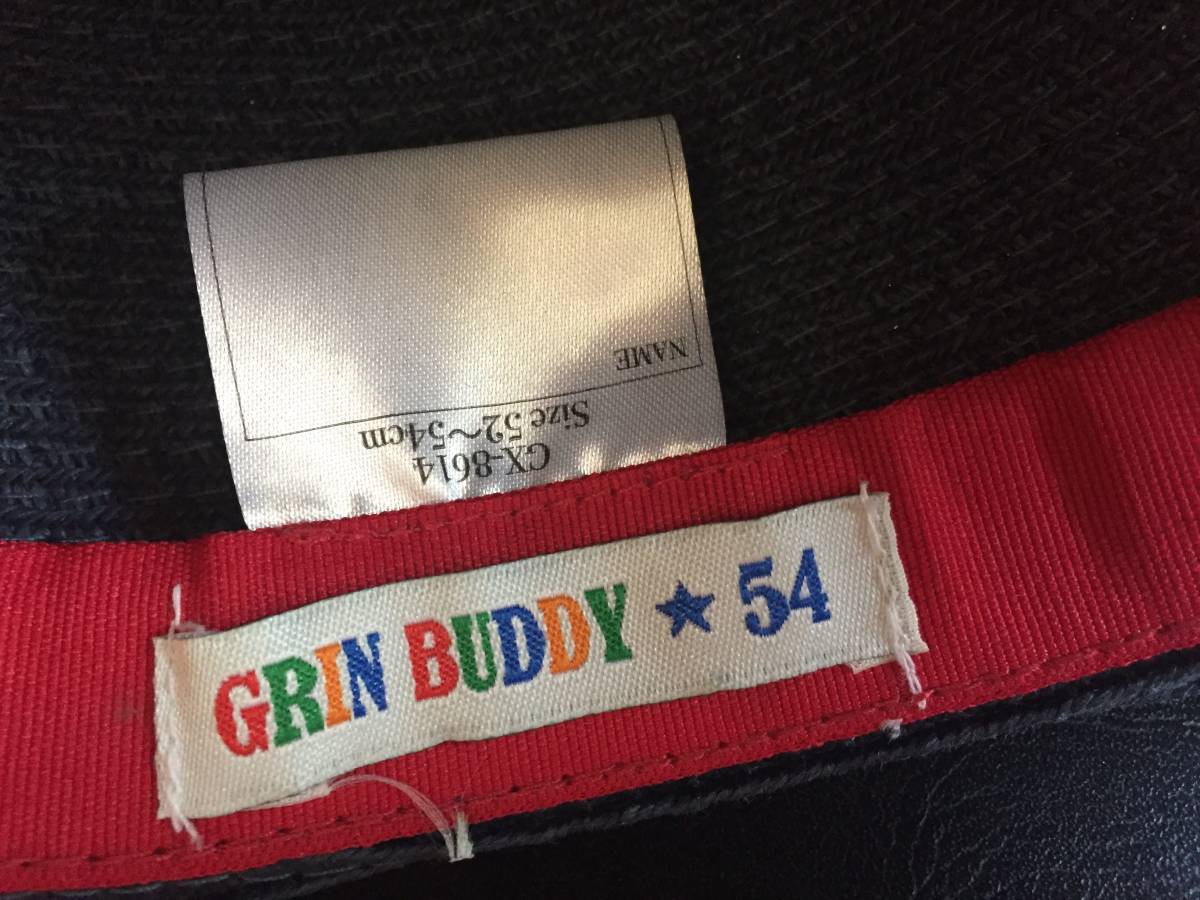 GX-8614
Size 52～54cm
NAME
GRIN BUDDY ★ 54